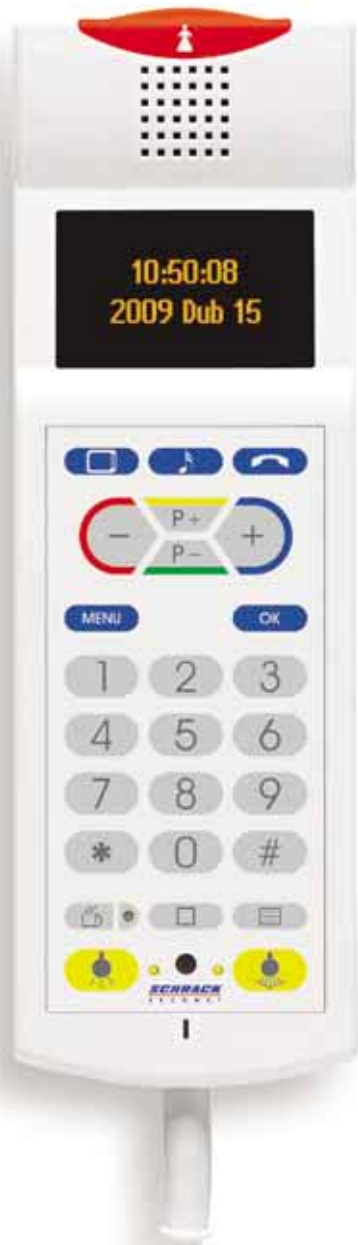 10:50:08
2009 Dub 15
P+
− +
P−
MENU OK
1 2 3
4 5 6
7 8 9
* 0 #
SCHRACK
SECONET